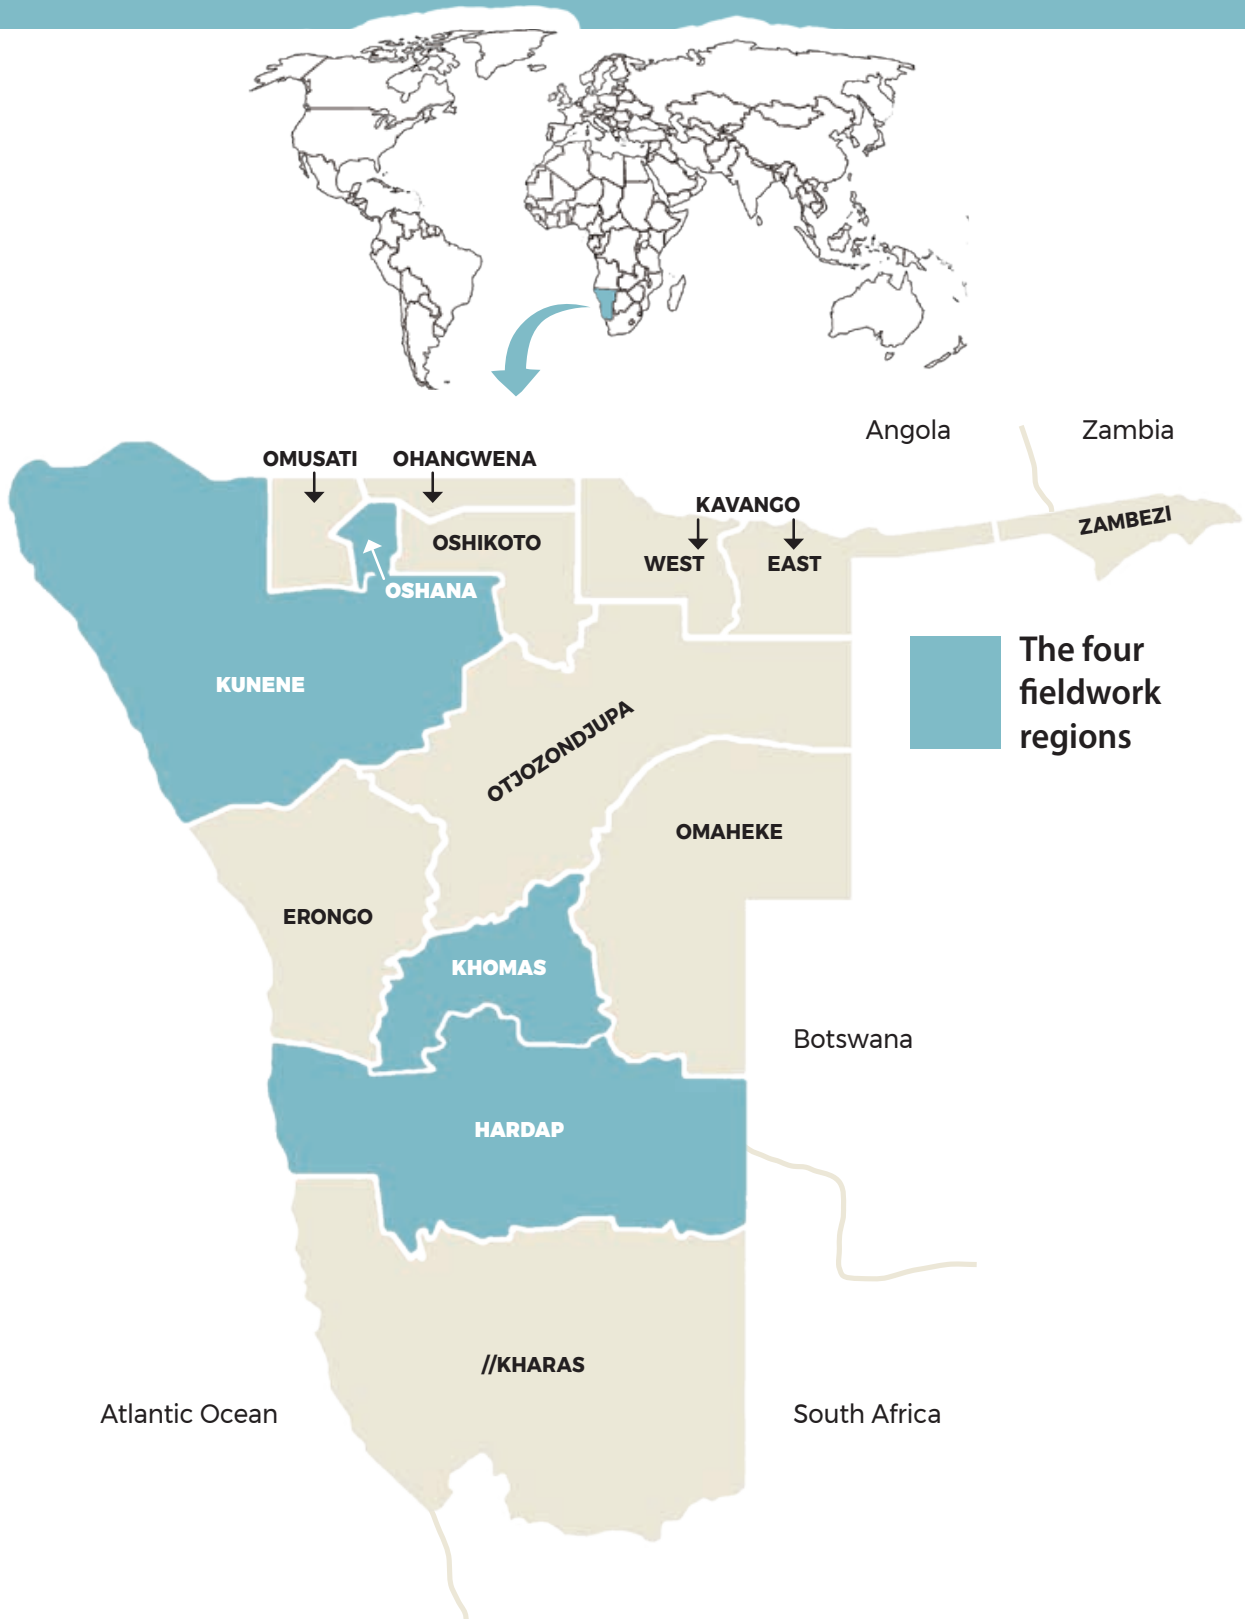 Angola
Zambia
OMUSATI
OHANGWENA
KAVANGO
ZAMBEZI
OSHIKOTO
WEST
EAST
OSHANA
The four
fieldwork
regions
KUNENE
OTJOZONDJUPA
OMAHEKE
ERONGO
KHOMAS
Botswana
HARDAP
//KHARAS
Atlantic Ocean
South Africa